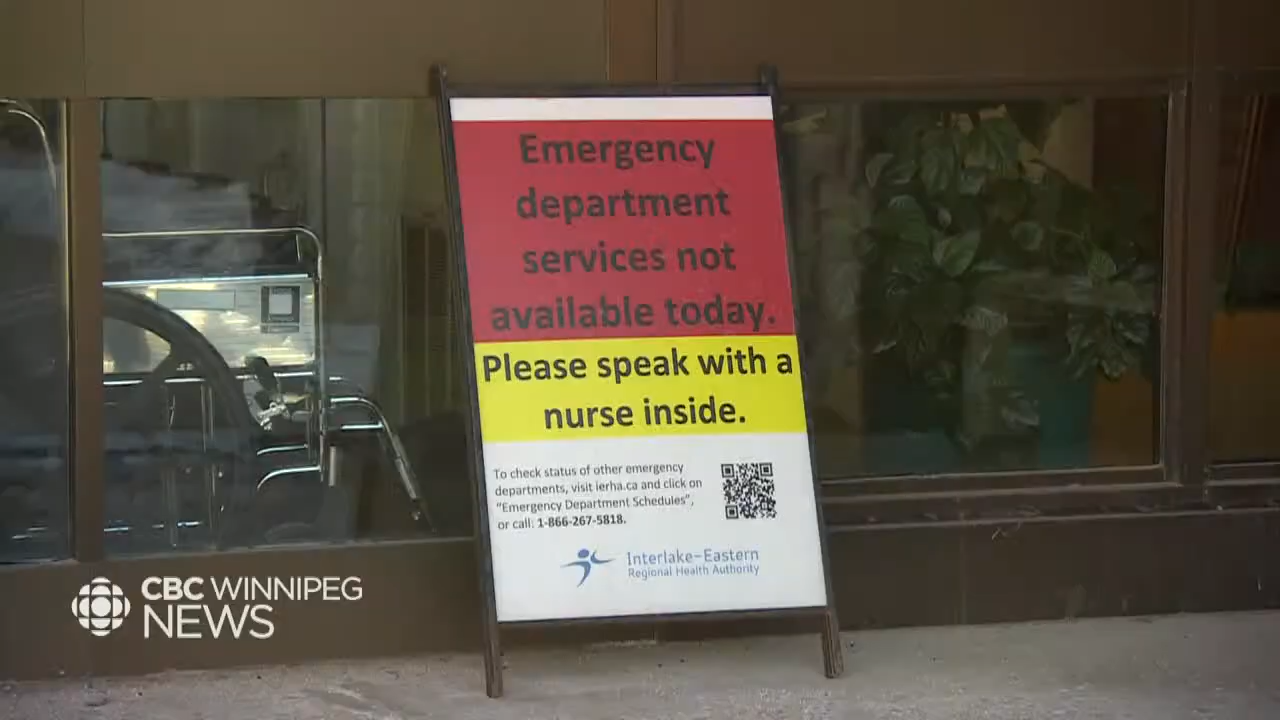 Emergency
department
services not
available today.
Please speak with a
nurse inside.
To check status of other emergency
departments, visit ierha.ca and click on
"Emergency Department Schedules",
or call: 1-866-267-5818.
Interlake-Eastern
Regional Health Authority
CBC WINNIPEG
NEWS